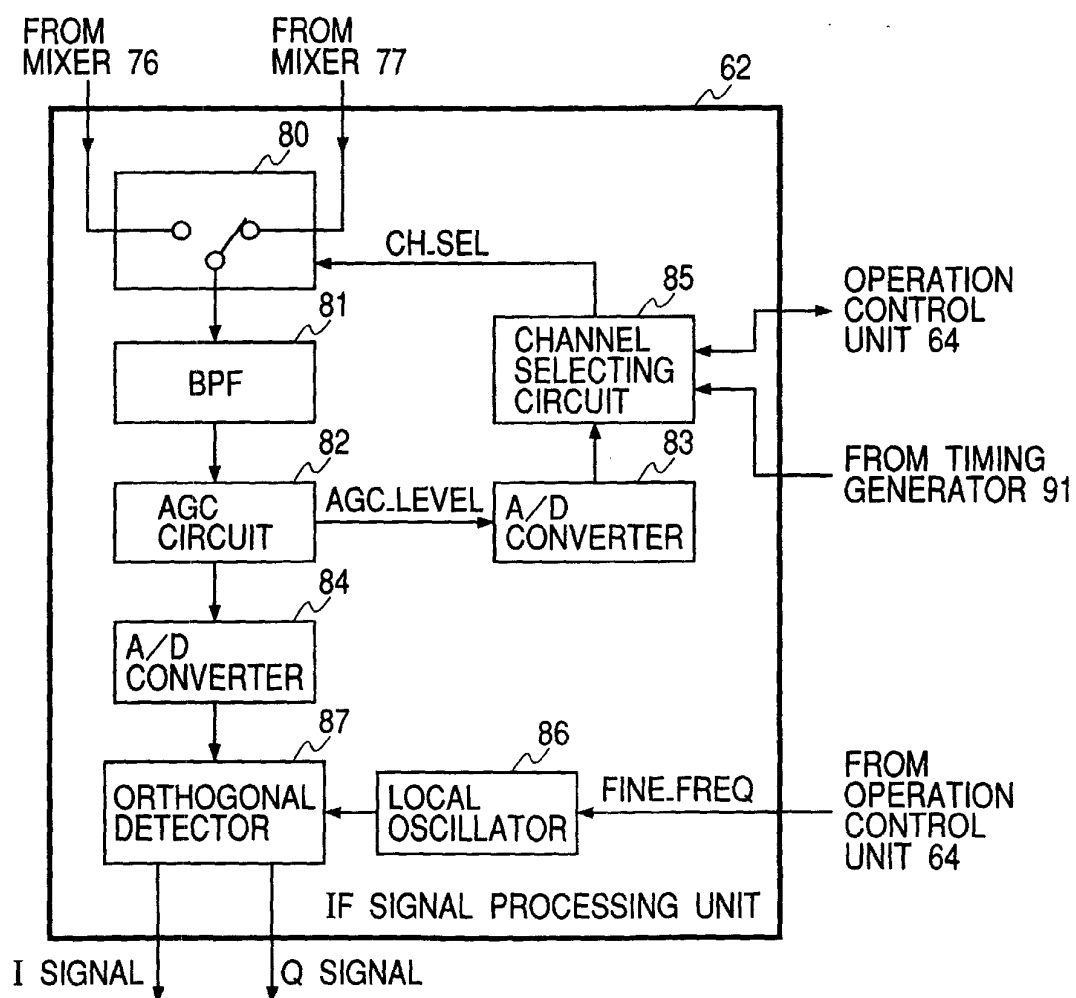 FROM
MIXER 76
FROM
MIXER 77
62
80
CH_SEL
85
OPERATION
CONTROL
UNIT 64
81
CHANNEL
SELECTING
CIRCUIT
BPF
82
83
FROM TIMING
GENERATOR 91
AGC
CIRCUIT
AGC_LEVEL
A/D
CONVERTER
84
A/D
CONVERTER
87
86
FROM
OPERATION
CONTROL
UNIT 64
ORTHOGONAL
DETECTOR
LOCAL
OSCILLATOR
FINE_FREQ
IF SIGNAL PROCESSING UNIT
I SIGNAL
Q SIGNAL